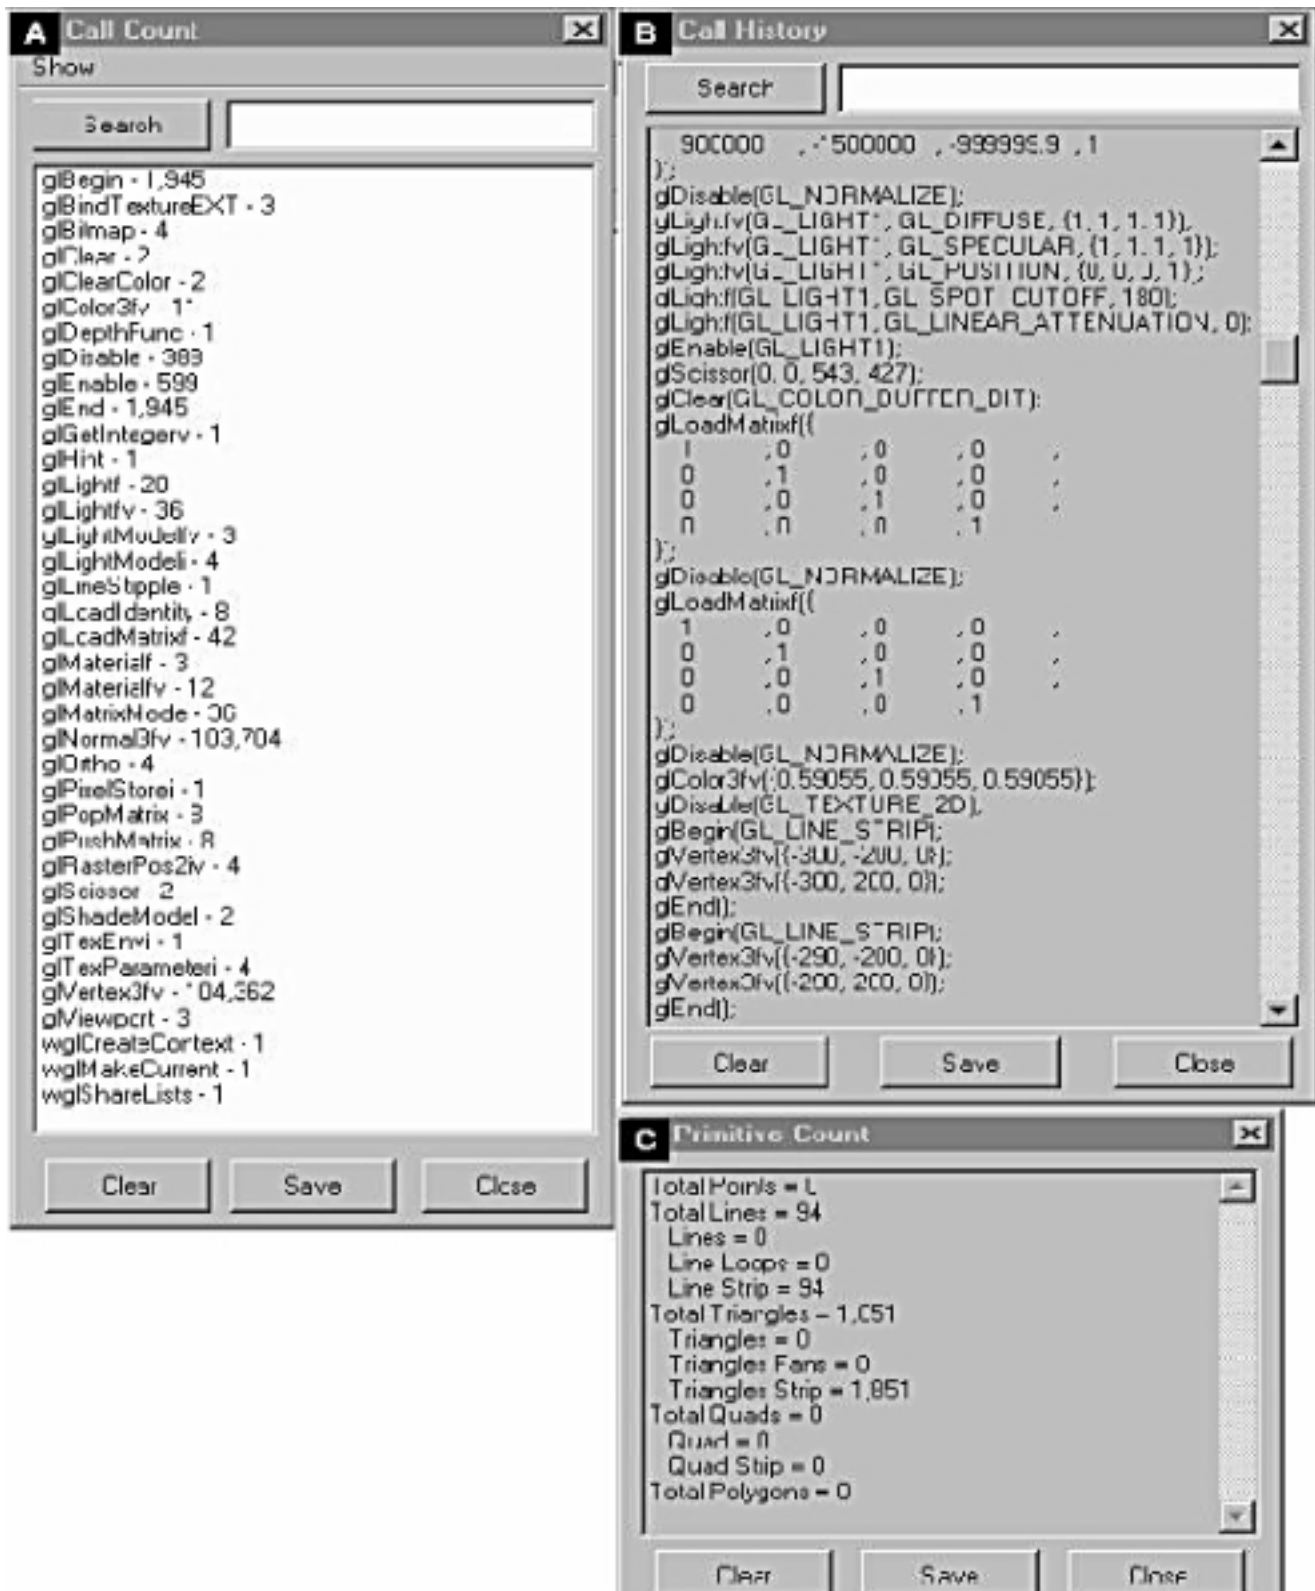 A Call Count
Show
Search
glBegin - 1,945
glBindTextureEXT - 3
glBitmap - 4
glClear - 2
glClearColor - 2
glColor3fv - 11
glDepthFunc - 1
glDisable - 389
glEnable - 599
glEnd - 1,945
glGetIntegerv - 1
glHint - 1
glLightf - 20
glLightfv - 36
glLightModelfv - 3
glLightModeli - 4
glLineStipple - 1
glLoadIdentity - 8
glLoadMatrixf - 42
glMaterialf - 3
glMaterialfv - 12
glMatrixMode - 36
glNormal3fv - 103,704
glOrtho - 4
glPixelStorei - 1
glPopMatrix - 8
glPushMatrix - 8
glRasterPos2iv - 4
glScissor - 2
glShadeModel - 2
glTexEnvi - 1
glTexParameteri - 4
glVertex3fv - 104,362
glViewport - 3
wglCreateContext - 1
wglMakeCurrent - 1
wglShareLists - 1
Clear Save Close
B Call History
Search
900000 ,-1500000 ,-999999.9 ,1
});
glDisable(GL_NORMALIZE);
glLightfv(GL_LIGHT1, GL_DIFFUSE, {1, 1, 1, 1});
glLightfv(GL_LIGHT1, GL_SPECULAR, {1, 1, 1, 1});
glLightfv(GL_LIGHT1, GL_POSITION, {0, 0, 0, 1});
glLightf(GL_LIGHT1, GL_SPOT_CUTOFF, 180);
glLightf(GL_LIGHT1, GL_LINEAR_ATTENUATION, 0);
glEnable(GL_LIGHT1);
glScissor(0, 0, 543, 427);
glClear(GL_COLOR_BUFFER_BIT);
glLoadMatrixf({
1 ,0 ,0 ,0 ,
0 ,1 ,0 ,0 ,
0 ,0 ,1 ,0 ,
0 ,0 ,0 ,1
});
glDisable(GL_NORMALIZE);
glLoadMatrixf({
1 ,0 ,0 ,0 ,
0 ,1 ,0 ,0 ,
0 ,0 ,1 ,0 ,
0 ,0 ,0 ,1
});
glDisable(GL_NORMALIZE);
glColor3fv({0.59055, 0.59055, 0.59055});
glDisable(GL_TEXTURE_2D);
glBegin(GL_LINE_STRIP);
glVertex3fv({-300, -200, 0});
glVertex3fv({-300, 200, 0});
glEnd();
glBegin(GL_LINE_STRIP);
glVertex3fv({-290, -200, 0});
glVertex3fv({-290, 200, 0});
glEnd();
Clear Save Close
C Primitive Count
Total Points = 0
Total Lines = 94
Lines = 0
Line Loops = 0
Line Strip = 94
Total Triangles = 1,851
Triangles = 0
Triangles Fans = 0
Triangles Strip = 1,851
Total Quads = 0
Quad = 0
Quad Strip = 0
Total Polygons = 0
Clear Save Close